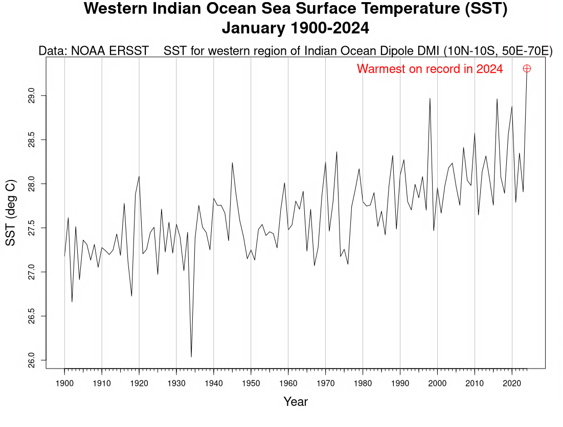 Western Indian Ocean Sea Surface Temperature (SST)
January 1900-2024
Data: NOAA ERSST SST for western region of Indian Ocean Dipole DMI (10N-10S, 50E-70E)
Warmest on record in 2024
29.0
28.5
28.0
27.5
27.0
26.5
26.0
SST (deg C)
1900 1910 1920 1930 1940 1950 1960 1970 1980 1990 2000 2010 2020
Year